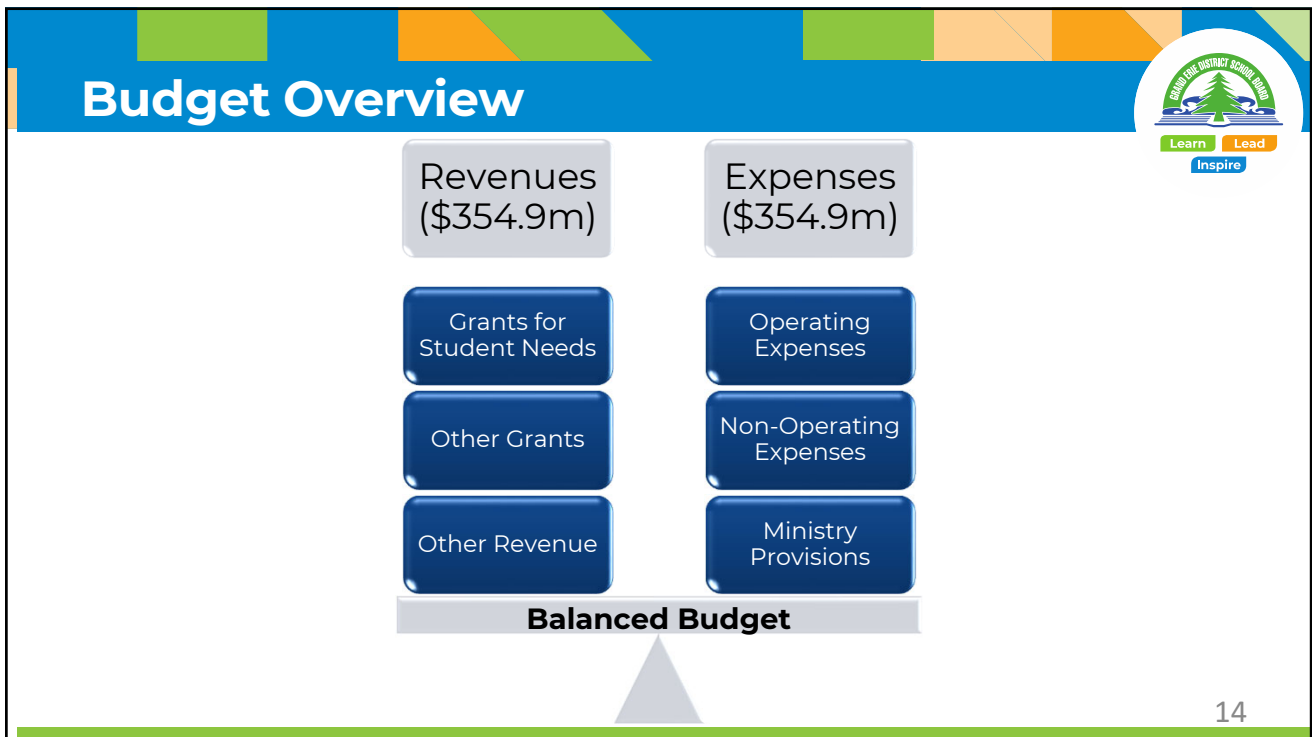 Budget Overview
GRAND ERIE DISTRICT SCHOOL BOARD
Learn Lead
Inspire
Revenues
($354.9m)
Expenses
($354.9m)
Grants for
Student Needs
Operating
Expenses
Other Grants
Non-Operating
Expenses
Other Revenue
Ministry
Provisions
Balanced Budget
14